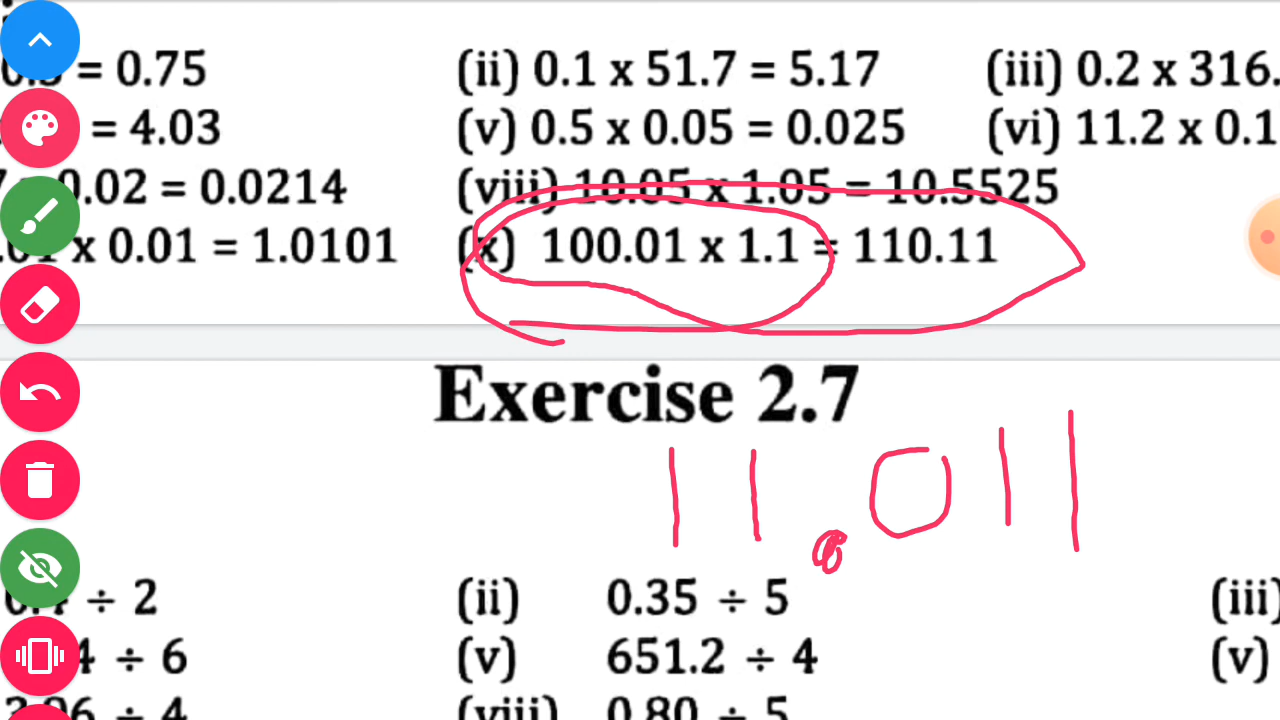 = 0.75 (ii) 0.1 x 51.7 = 5.17 (iii) 0.2 x 316.
= 4.03 (v) 0.5 x 0.05 = 0.025 (vi) 11.2 x 0.1
0.02 = 0.0214 (viii) 10.05 x 1.05 = 10.5525
x 0.01 = 1.0101 (x) 100.01 x 1.1 = 110.11
Exercise 2.7
11.011
÷ 2 (ii) 0.35 ÷ 5 (iii)
4 ÷ 6 (v) 651.2 ÷ 4 (v)
6 ÷ 4 (viii) 0.80 ÷ 5